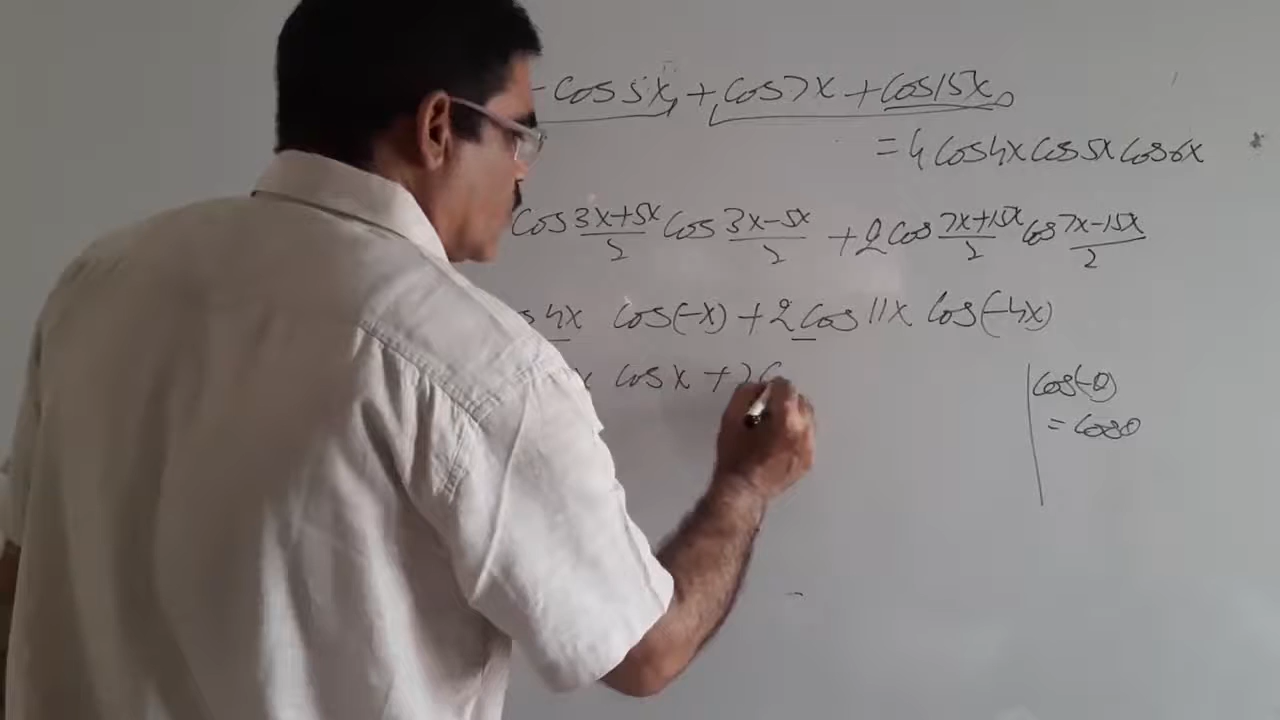 - cos 5x, + cos 7x + cos 15x
= 4 cos 4x cos 5x cos 6x
cos 3x+5x/2 cos 3x-5x/2 + 2 cos 7x+15x/2 cos 7x-15x/2
s 4x cos(-x) + 2 cos 11x cos(-4x)
x cos x + 2 C
cos(-θ)
= cos θ